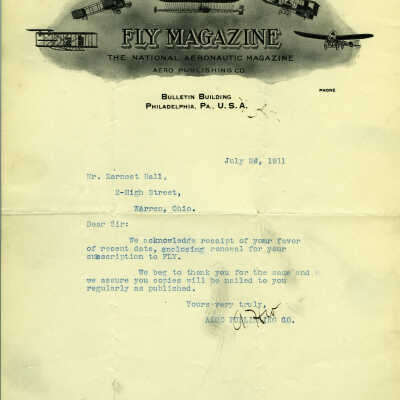 FLY MAGAZINE
THE NATIONAL AERONAUTIC MAGAZINE
AERO PUBLISHING CO.
BULLETIN BUILDING
PHILADELPHIA, PA., U.S.A.
PHONE
July 26, 1911
Mr. Earnest Hall,
2-High Street,
Warren, Ohio.
Dear Sir:
We acknowledge receipt of your favor
of recent date, enclosing renewal for your
subscription to FLY.
We beg to thank you for the same and
we assure you copies will be mailed to you
regularly as published.
Yours very truly,
AERO PUBLISHING CO.